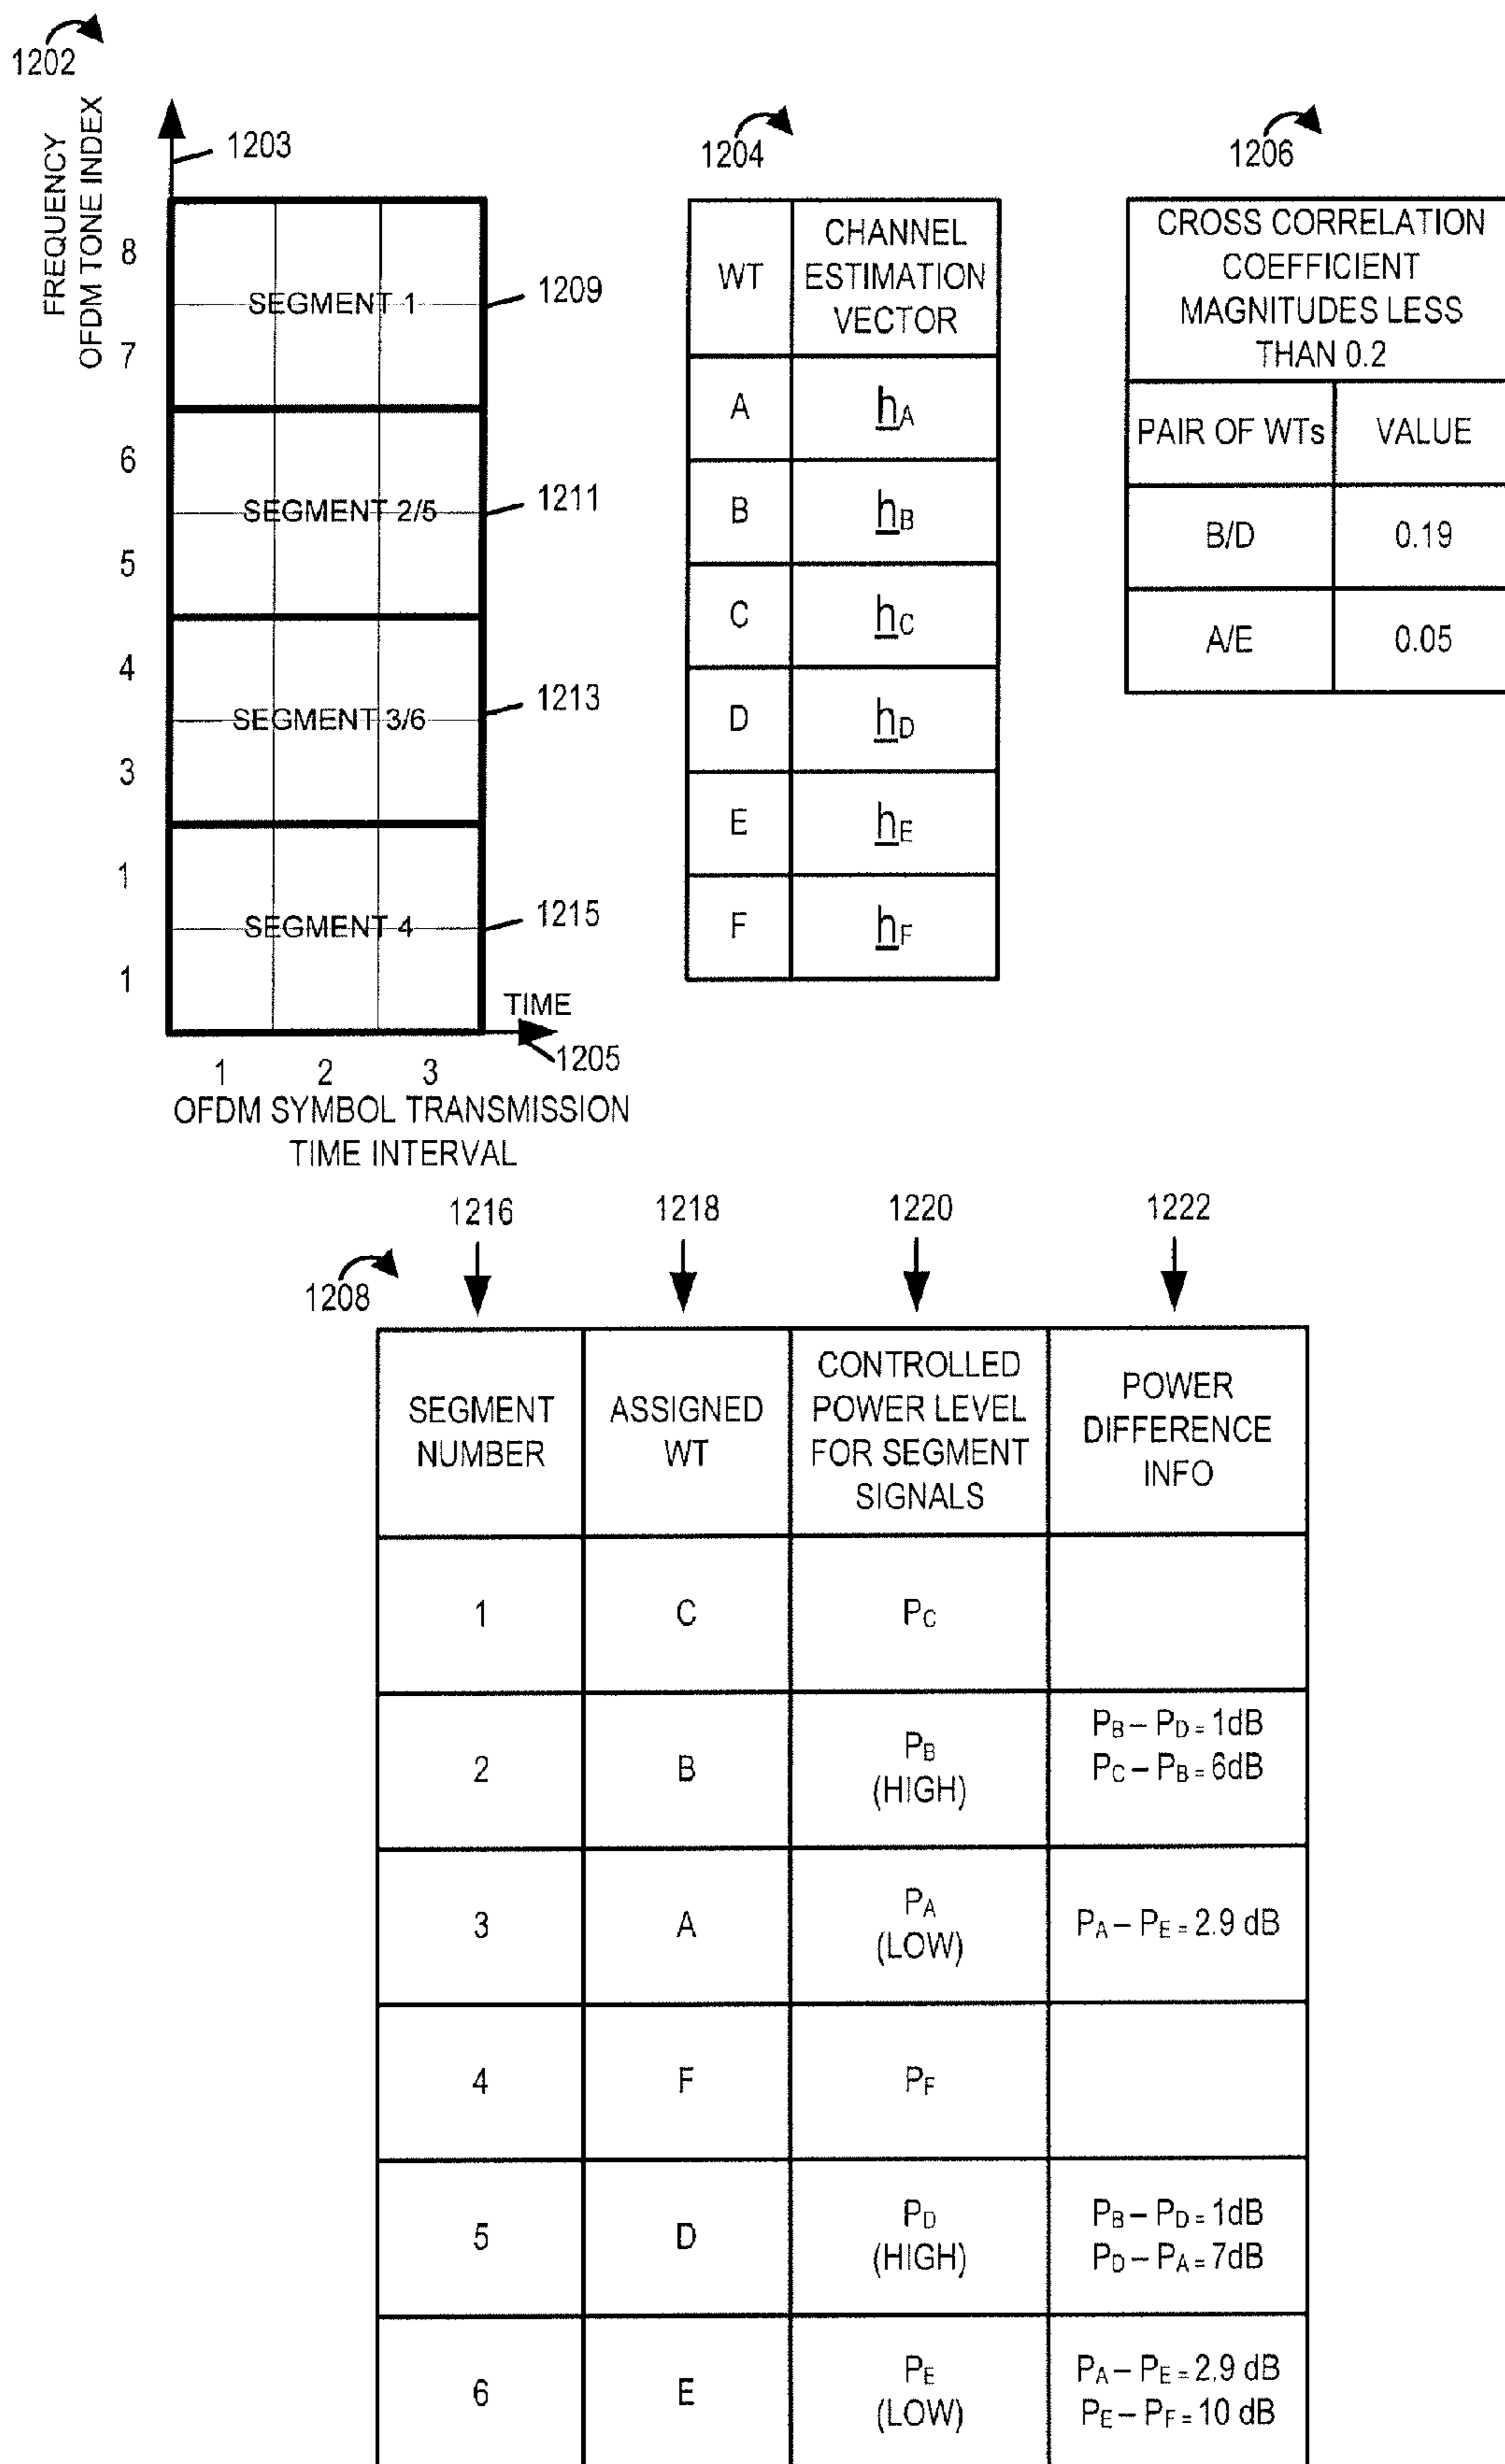 1202
FREQUENCY
OFDM TONE INDEX
1203
8
7
6
5
4
3
1
1
SEGMENT 1
1209
SEGMENT 2/5
1211
SEGMENT 3/6
1213
SEGMENT 4
1215
TIME
1205
1 2 3
OFDM SYMBOL TRANSMISSION
TIME INTERVAL
1204
WT
CHANNEL
ESTIMATION
VECTOR
A hA
B hB
C hC
D hD
E hE
F hF
1206
CROSS CORRELATION
COEFFICIENT
MAGNITUDES LESS
THAN 0.2
PAIR OF WTs VALUE
B/D 0.19
A/E 0.05
1208
1216 1218 1220 1222
SEGMENT
NUMBER
ASSIGNED
WT
CONTROLLED
POWER LEVEL
FOR SEGMENT
SIGNALS
POWER
DIFFERENCE
INFO
1 C PC
2 B
PB
(HIGH)
PB – PD = 1dB
PC – PB = 6dB
3 A
PA
(LOW)
PA – PE = 2.9 dB
4 F PF
5 D
PD
(HIGH)
PB – PD = 1dB
PD – PA = 7dB
6 E
PE
(LOW)
PA – PE = 2.9 dB
PE – PF = 10 dB